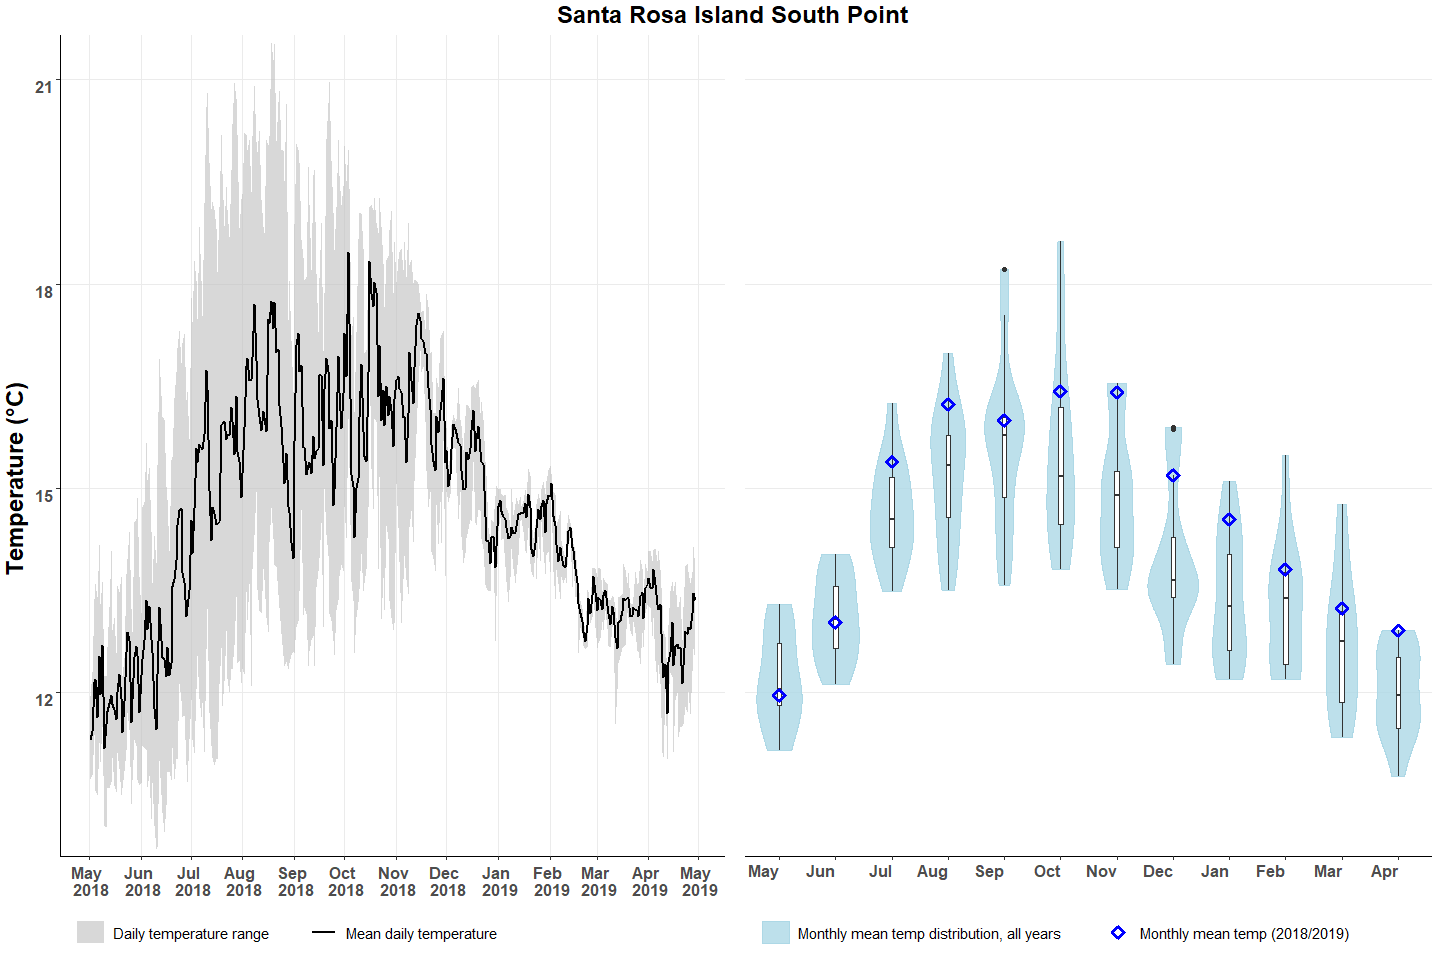 Santa Rosa Island South Point
Temperature (°C)
21
18
15
12
May Jun Jul Aug Sep Oct Nov Dec Jan Feb Mar Apr May
2018 2018 2018 2018 2018 2018 2018 2018 2019 2019 2019 2019 2019
May Jun Jul Aug Sep Oct Nov Dec Jan Feb Mar Apr
Daily temperature range Mean daily temperature
Monthly mean temp distribution, all years Monthly mean temp (2018/2019)